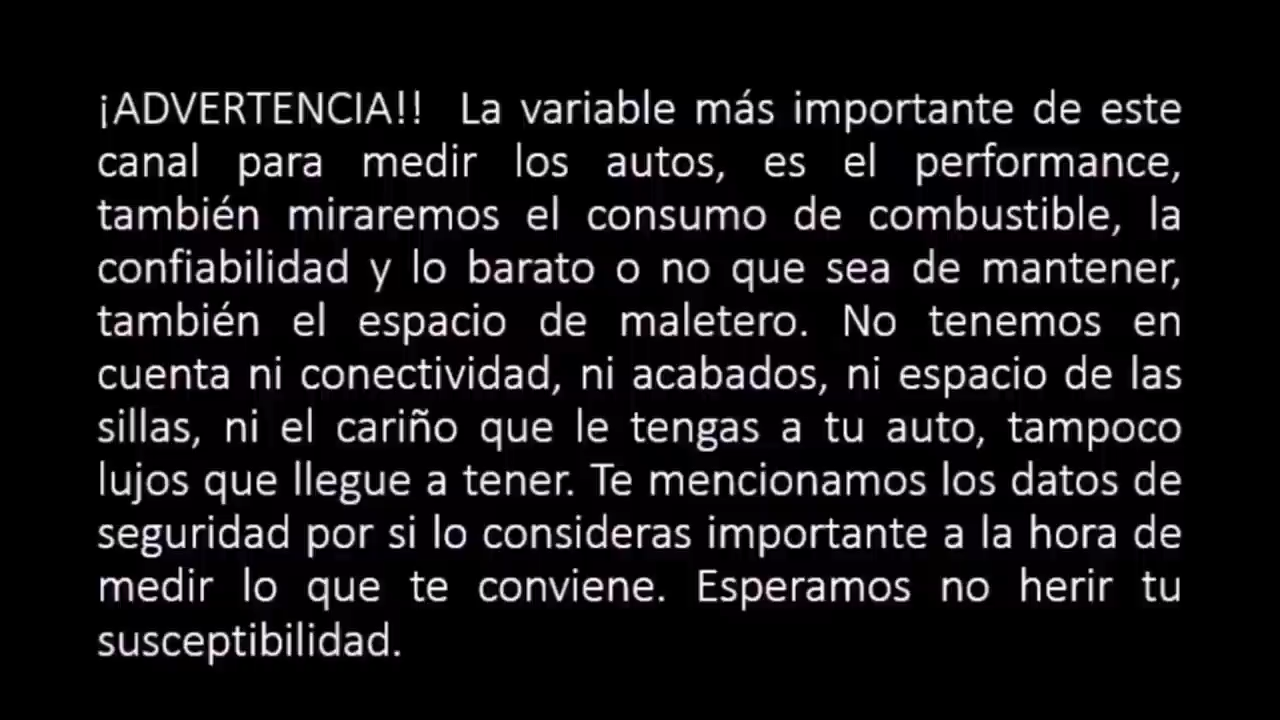 ¡ADVERTENCIA!! La variable más importante de este
canal para medir los autos, es el performance,
también miraremos el consumo de combustible, la
confiabilidad y lo barato o no que sea de mantener,
también el espacio de maletero. No tenemos en
cuenta ni conectividad, ni acabados, ni espacio de las
sillas, ni el cariño que le tengas a tu auto, tampoco
lujos que llegue a tener. Te mencionamos los datos de
seguridad por si lo consideras importante a la hora de
medir lo que te conviene. Esperamos no herir tu
susceptibilidad.